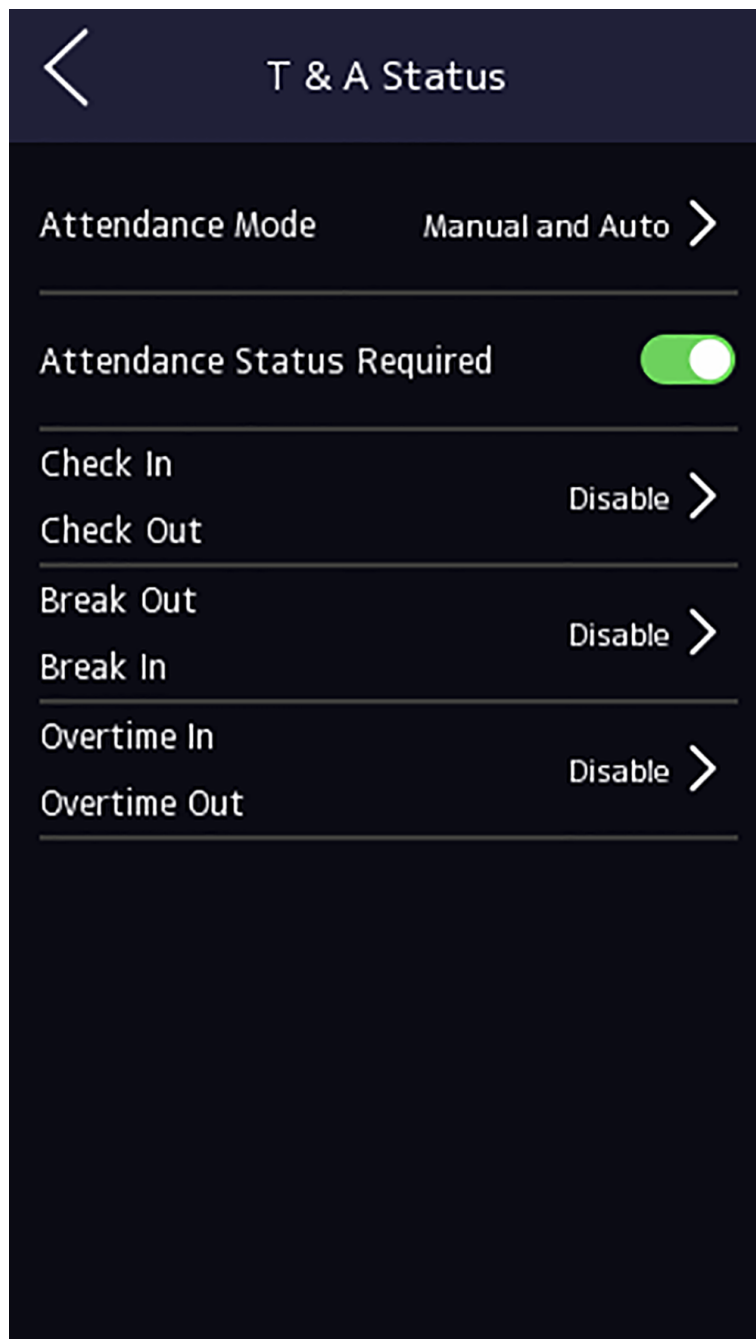 T & A Status
Attendance Mode Manual and Auto
Attendance Status Required
Check In
Disable
Check Out
Break Out
Disable
Break In
Overtime In
Disable
Overtime Out